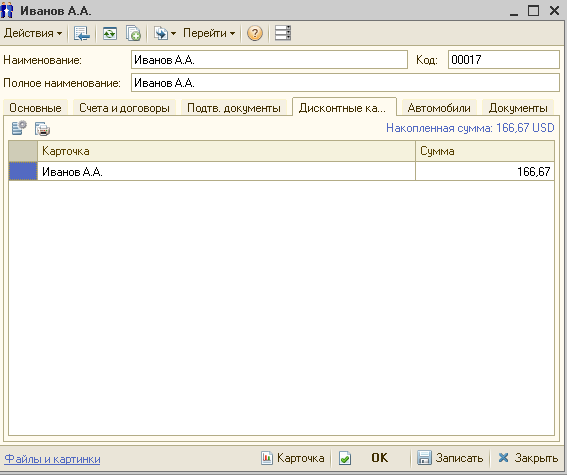 Иванов А.А.
Действия Перейти
Наименование: Иванов А.А. Код: 00017
Полное наименование: Иванов А.А.
Основные Счета и договоры Подтв. документы Дисконтные ка... Автомобили Документы
Накопленная сумма: 166,67 USD
Карточка Сумма
Иванов А.А. 166,67
Файлы и картинки Карточка OK Записать Закрыть